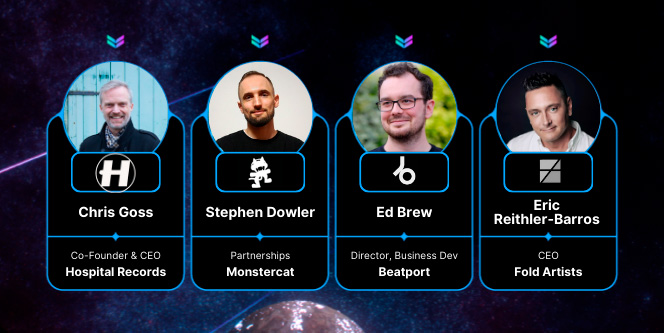 Chris Goss
Co-Founder & CEO
Hospital Records
Stephen Dowler
Partnerships
Monstercat
Ed Brew
Director, Business Dev
Beatport
Eric
Reithler-Barros
CEO
Fold Artists